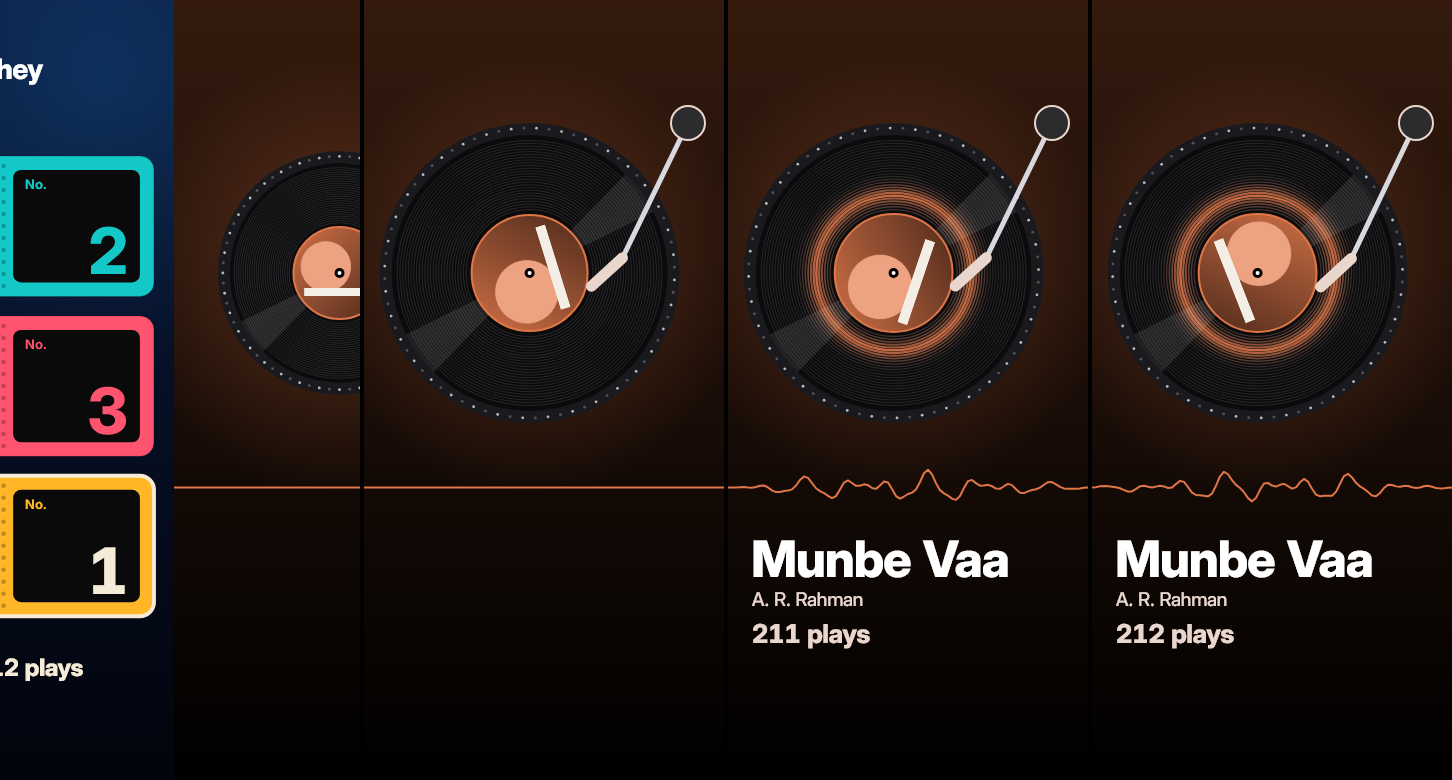 hey
No.
2
No.
3
No.
1
2 plays
Munbe Vaa
A. R. Rahman
211 plays
Munbe Vaa
A. R. Rahman
212 plays